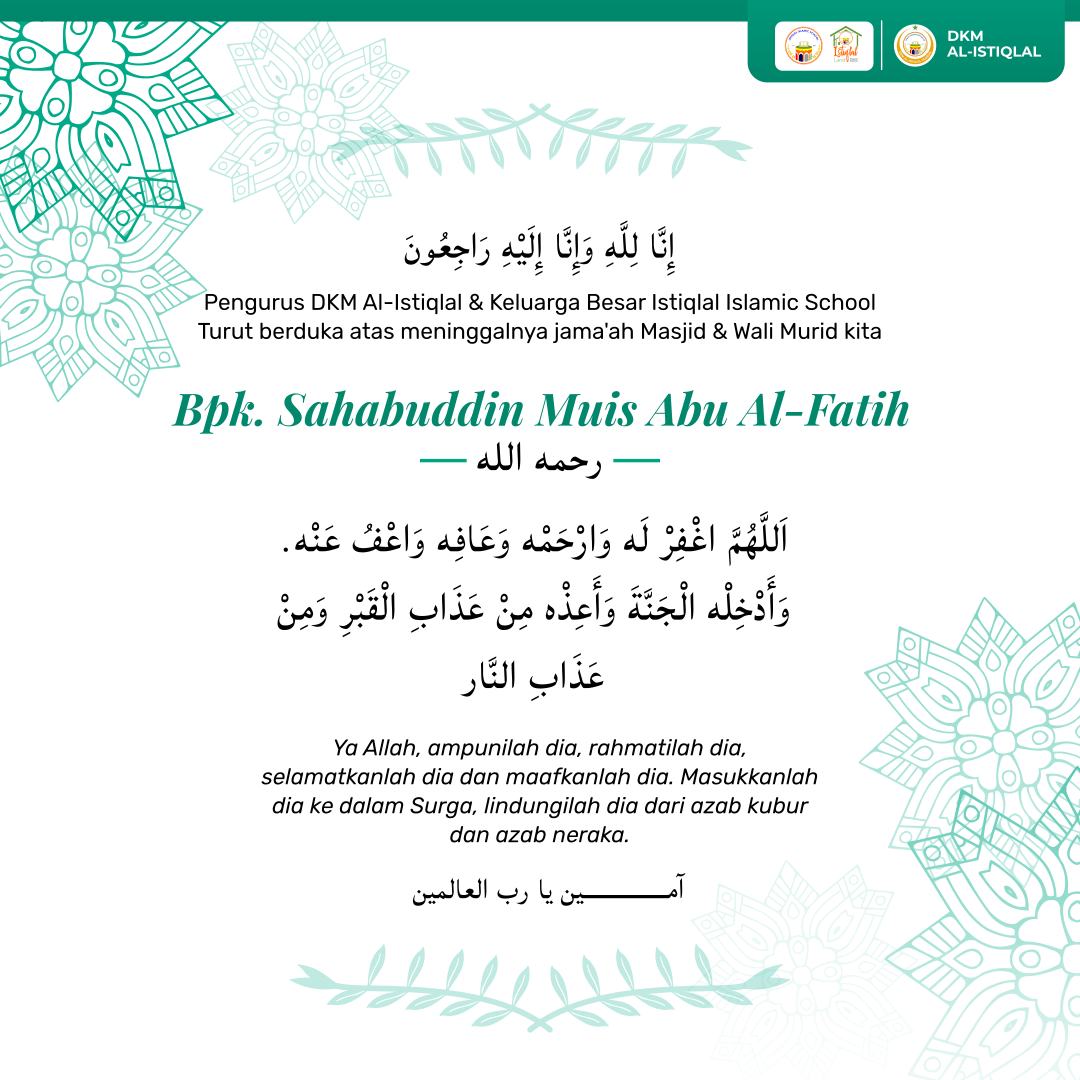 DKM
AL-ISTIQLAL
إِنَّا لِلَّهِ وَإِنَّا إِلَيْهِ رَاجِعُونَ
Pengurus DKM Al-Istiqlal & Keluarga Besar Istiqlal Islamic School
Turut berduka atas meninggalnya jama'ah Masjid & Wali Murid kita
Bpk. Sahabuddin Muis Abu Al-Fatih
رحمه الله
اَللَّهُمَّ اغْفِرْ لَه وَارْحَمْه وَعَافِه وَاعْفُ عَنْه.
وَأَدْخِلْه الْجَنَّةَ وَأَعِذْه مِنْ عَذَابِ الْقَبْرِ وَمِنْ
عَذَابِ النَّار
Ya Allah, ampunilah dia, rahmatilah dia,
selamatkanlah dia dan maafkanlah dia. Masukkanlah
dia ke dalam Surga, lindungilah dia dari azab kubur
dan azab neraka.
آمـــــــــــين يا رب العالمين